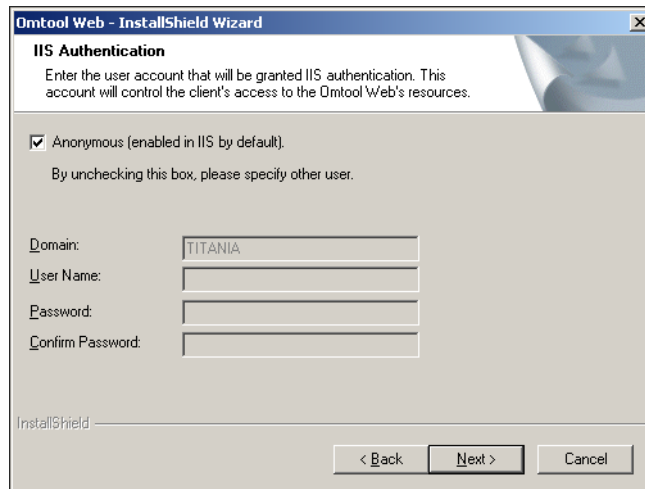 Omtool Web - InstallShield Wizard
IIS Authentication
Enter the user account that will be granted IIS authentication. This
account will control the client's access to the Omtool Web's resources.
Anonymous (enabled in IIS by default).
By unchecking this box, please specify other user.
Domain:
TITANIA
User Name:
Password:
Confirm Password:
InstallShield
< Back
Next >
Cancel